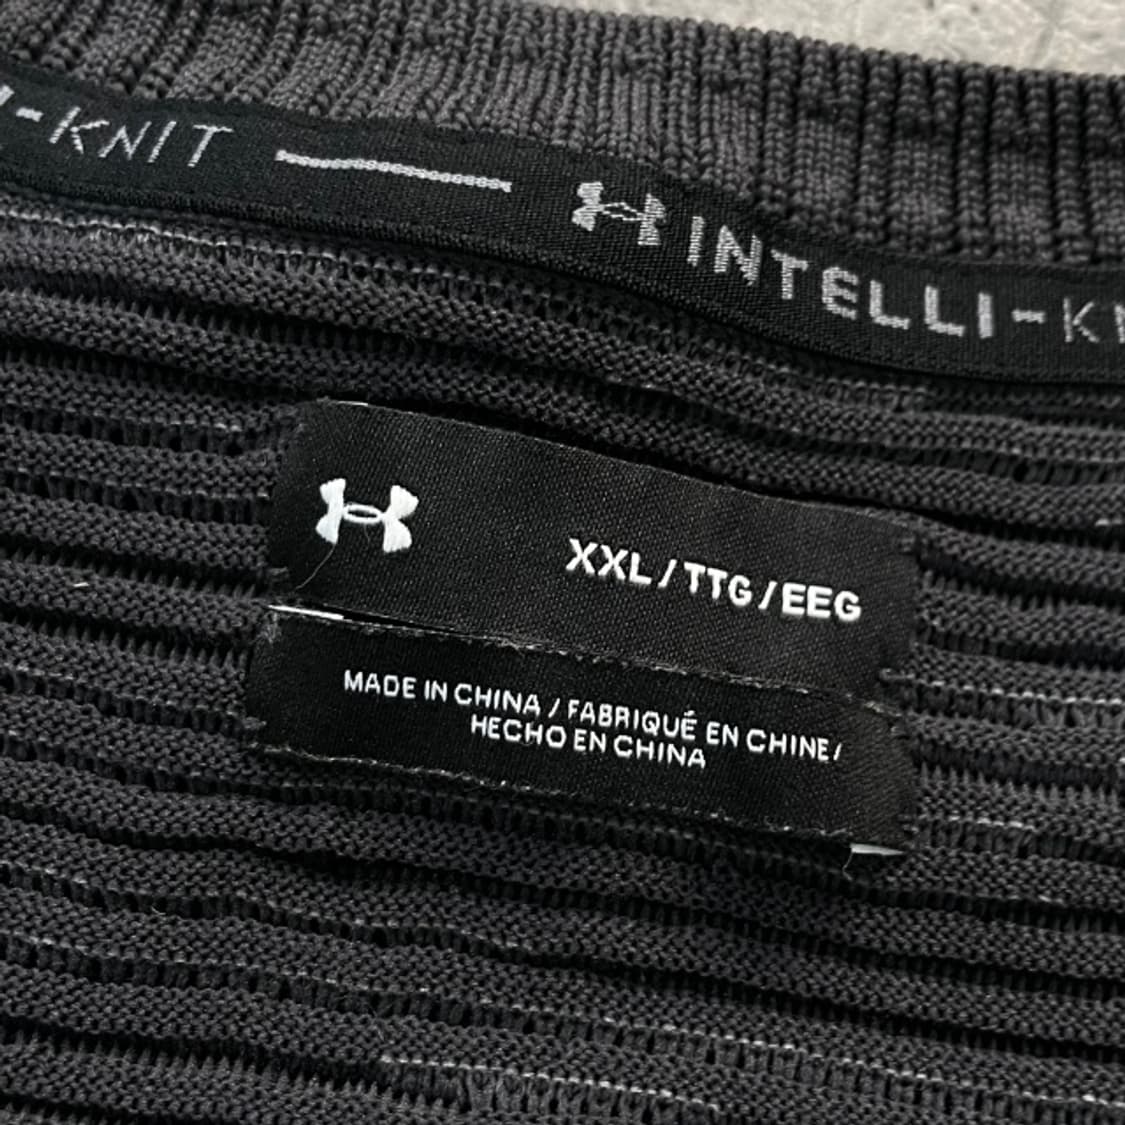 -KNIT
INTELLI-KN
XXL/TTG/EEG
MADE IN CHINA / FABRIQUÉ EN CHINE/
HECHO EN CHINA